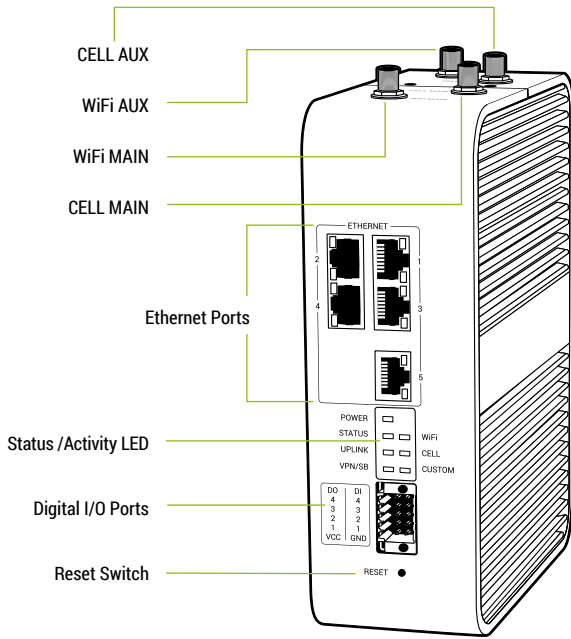 CELL AUX
WiFi AUX
WiFi MAIN
CELL MAIN
Ethernet Ports
ETHERNET
2 1
4 3
5
Status /Activity LED
POWER
STATUS WiFi
UPLINK CELL
VPN/SB CUSTOM
Digital I/O Ports
DO DI
4 4
3 3
2 2
1 1
VCC GND
Reset Switch
RESET